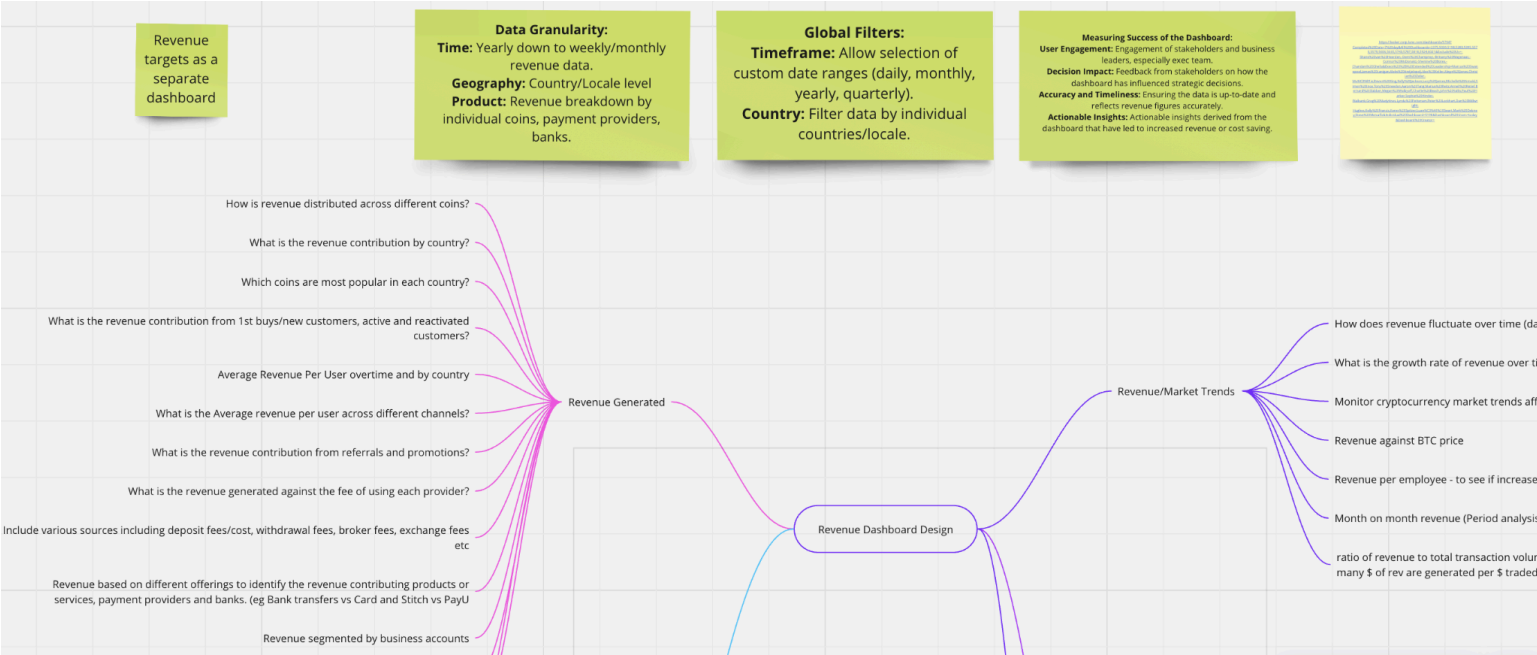 Revenue
targets as a
separate
dashboard
Data Granularity:
Time: Yearly down to weekly/monthly
revenue data.
Geography: Country/Locale level
Product: Revenue breakdown by
individual coins, payment providers,
banks.
Global Filters:
Timeframe: Allow selection of
custom date ranges (daily, monthly,
yearly, quarterly).
Country: Filter data by individual
countries/locale.
Measuring Success of the Dashboard:
User Engagement: Engagement of stakeholders and business
leaders, especially exec team.
Decision Impact: Feedback from stakeholders on how the
dashboard has influenced strategic decisions.
Accuracy and Timeliness: Ensuring the data is up-to-date and
reflects revenue figures accurately.
Actionable Insights: Actionable insights derived from the
dashboard that have led to increased revenue or cost saving.
How is revenue distributed across different coins?
What is the revenue contribution by country?
Which coins are most popular in each country?
What is the revenue contribution from 1st buys/new customers, active and reactivated
customers?
Average Revenue Per User overtime and by country
What is the Average revenue per user across different channels?
What is the revenue contribution from referrals and promotions?
What is the revenue generated against the fee of using each provider?
Include various sources including deposit fees/cost, withdrawal fees, broker fees, exchange fees
etc
Revenue based on different offerings to identify the revenue contributing products or
services, payment providers and banks. (eg Bank transfers vs Card and Stitch vs PayU
Revenue segmented by business accounts
Revenue Generated
Revenue Dashboard Design
Revenue/Market Trends
How does revenue fluctuate over time (da
What is the growth rate of revenue over ti
Monitor cryptocurrency market trends aff
Revenue against BTC price
Revenue per employee - to see if increase
Month on month revenue (Period analysis
ratio of revenue to total transaction volu
many $ of rev are generated per $ traded